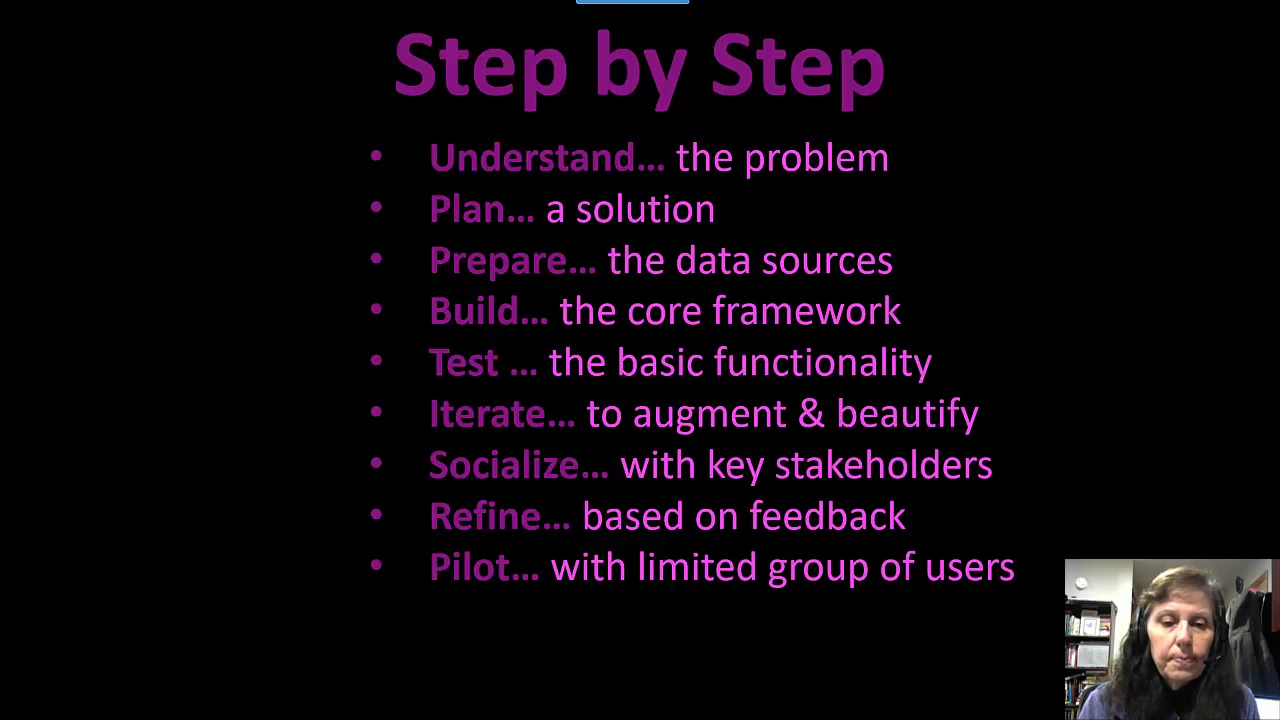 Step by Step
• Understand... the problem
• Plan... a solution
• Prepare... the data sources
• Build... the core framework
• Test ... the basic functionality
• Iterate... to augment & beautify
• Socialize... with key stakeholders
• Refine... based on feedback
• Pilot... with limited group of users